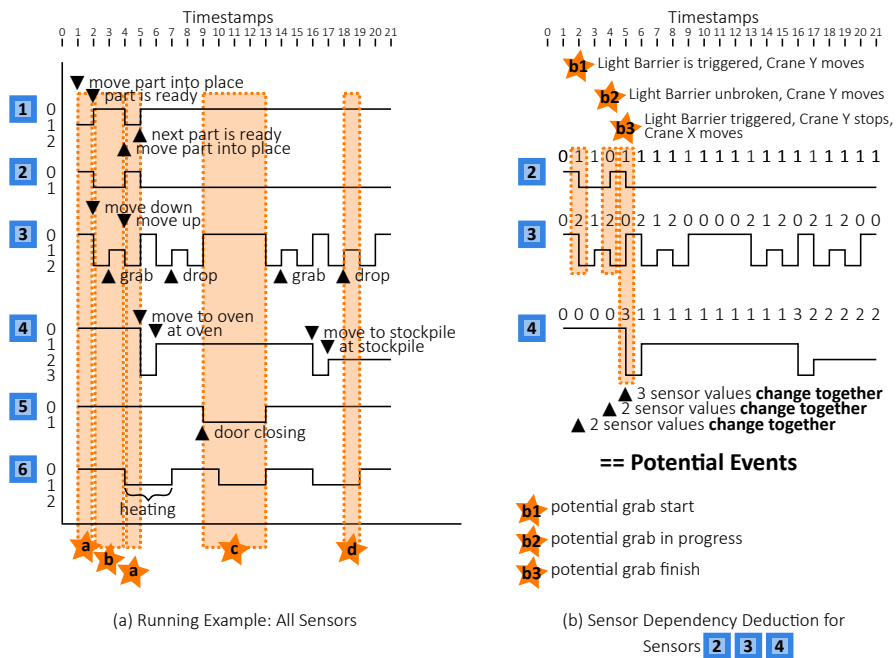 Timestamps
0 1 2 3 4 5 6 7 8 9 10 11 12 13 14 15 16 17 18 19 20 21
move part into place
part is ready
1
0
1
2
next part is ready
move part into place
2
0
1
move down
move up
3
0
1
2
grab
drop
grab
drop
4
0
1
2
3
move to oven
at oven
move to stockpile
at stockpile
5
0
1
door closing
6
0
1
2
heating
a
b
a
c
d
(a) Running Example: All Sensors
Timestamps
0 1 2 3 4 5 6 7 8 9 10 11 12 13 14 15 16 17 18 19 20 21
b1 Light Barrier is triggered, Crane Y moves
b2 Light Barrier unbroken, Crane Y moves
b3 Light Barrier triggered, Crane Y stops,
Crane X moves
0 1 1 0 1 1 1 1 1 1 1 1 1 1 1 1 1 1 1 1 1
2
0 2 1 2 0 2 1 2 0 0 0 0 0 2 1 2 0 2 1 2 0 0
3
0 0 0 0 3 1 1 1 1 1 1 1 1 1 1 3 2 2 2 2 2
4
3 sensor values change together
2 sensor values change together
2 sensor values change together
== Potential Events
b1 potential grab start
b2 potential grab in progress
b3 potential grab finish
(b) Sensor Dependency Deduction for
Sensors 2 3 4